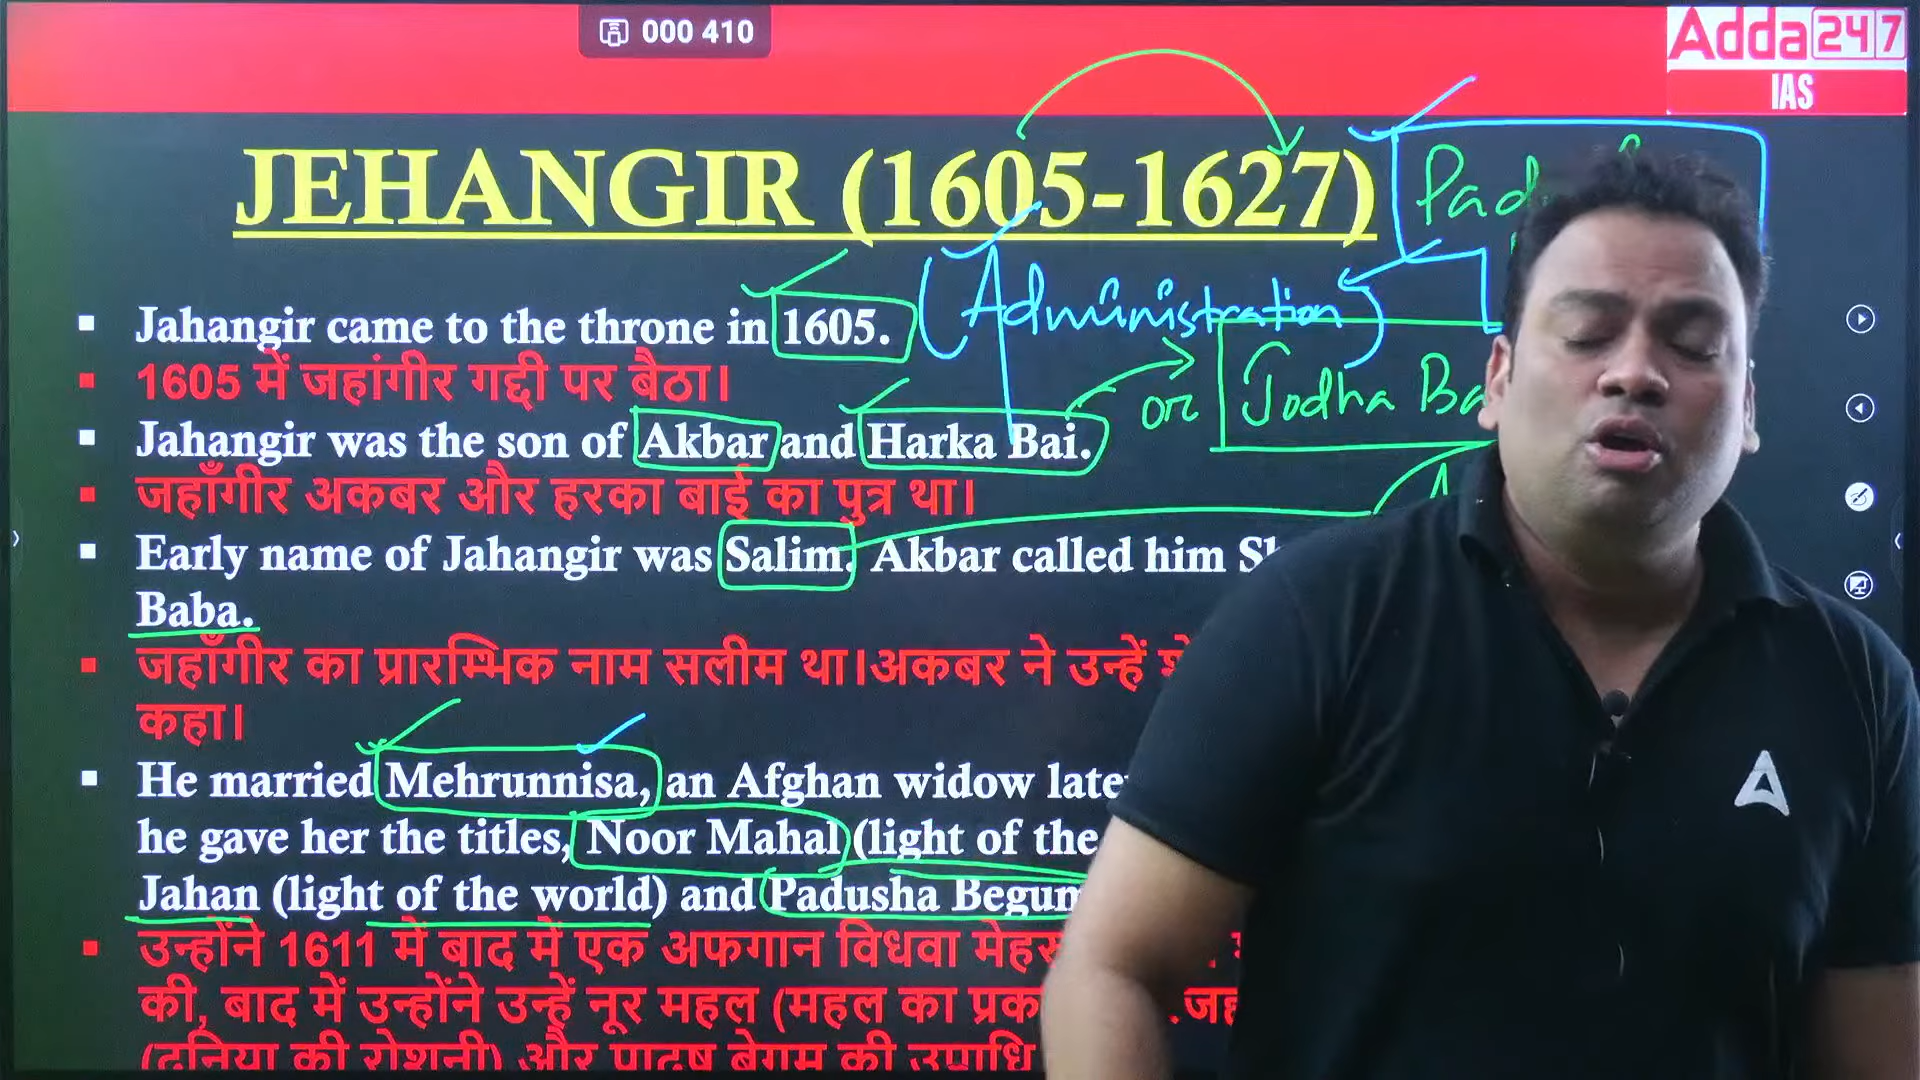 000 410
Adda247
IAS
JEHANGIR (1605-1627)
(Administration)
Jahangir came to the throne in 1605.
1605 में जहांगीर गद्दी पर बैठा।
or Jodha
Jahangir was the son of Akbar and Harka Bai.
जहाँगीर अकबर और हरका बाई का पुत्र था।
Early name of Jahangir was Salim. Akbar called him
Baba.
जहाँगीर का प्रारम्भिक नाम सलीम था।अकबर ने उन्हें
कहा।
He married Mehrunnisa, an Afghan widow
he gave her the titles, Noor Mahal (light of the
Jahan (light of the world) and Padusha Begum
उन्होंने 1611 में बाद में एक अफगान विधवा
की, बाद में उन्होंने उन्हें नूर महल (महल का
(दुनिया की रोशनी) और पादुष बेगम की उपाधि